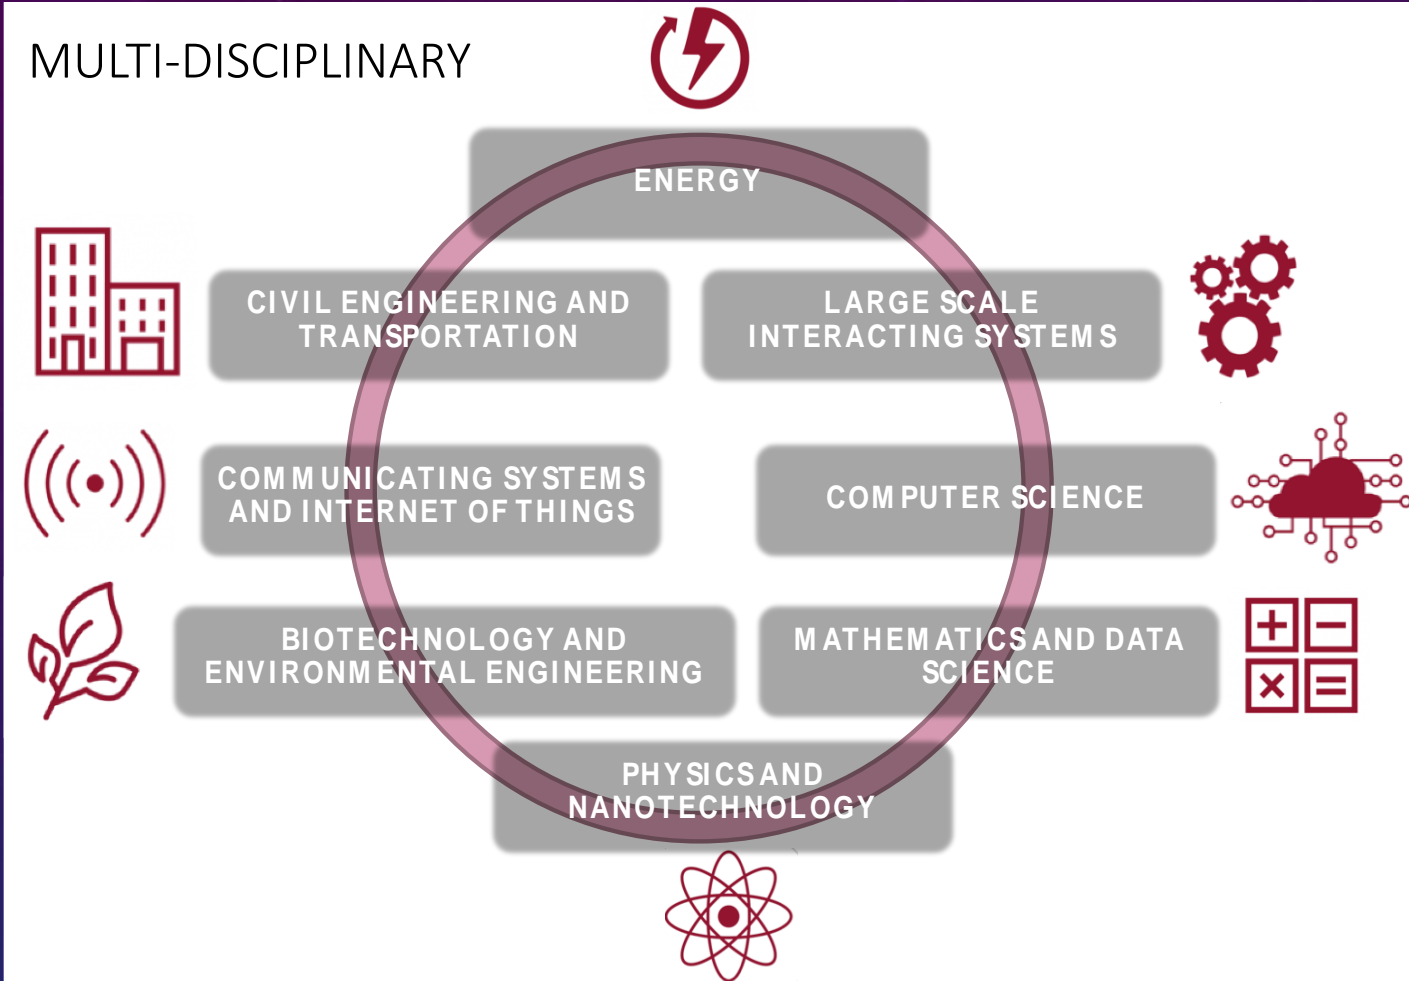 MULTI-DISCIPLINARY
ENERGY
CIVIL ENGINEERING AND
TRANSPORTATION
LARGE SCALE
INTERACTING SYSTEMS
COMMUNICATING SYSTEMS
AND INTERNET OF THINGS
COMPUTER SCIENCE
BIOTECHNOLOGY AND
ENVIRONMENTAL ENGINEERING
MATHEMATICS AND DATA
SCIENCE
PHYSICS AND
NANOTECHNOLOGY